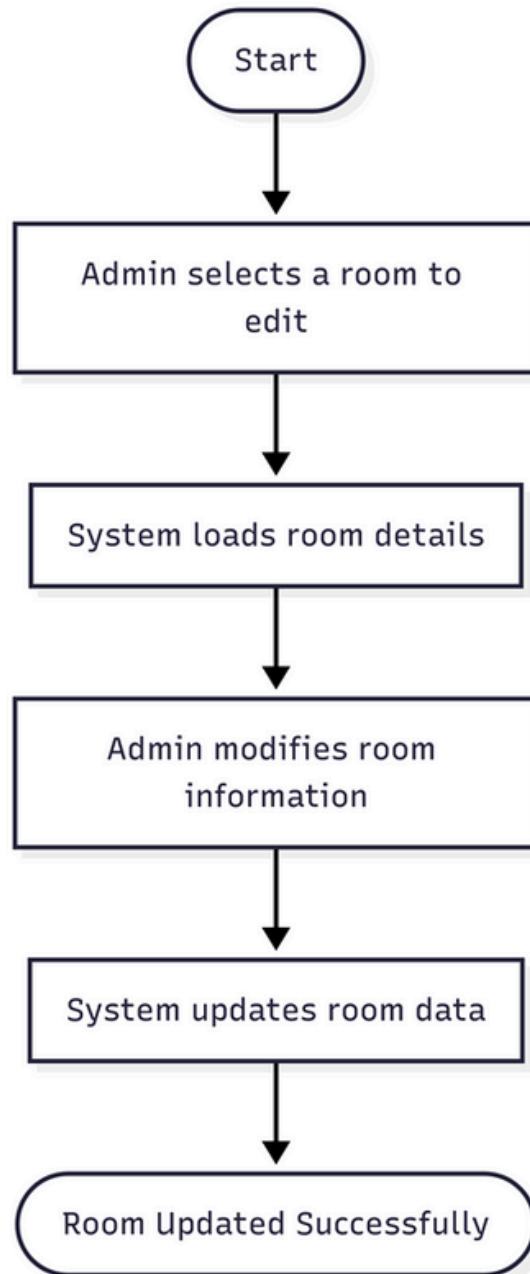 Start
Admin selects a room to
edit
System loads room details
Admin modifies room
information
System updates room data
Room Updated Successfully